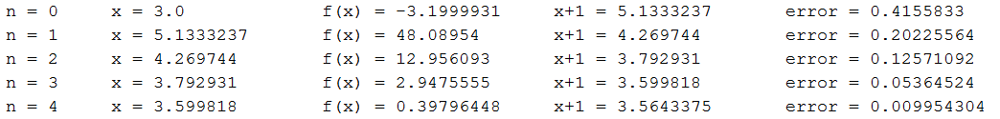 n = 0 x = 3.0 f(x) = -3.1999931 x+1 = 5.1333237 error = 0.4155833
n = 1 x = 5.1333237 f(x) = 48.08954 x+1 = 4.269744 error = 0.20225564
n = 2 x = 4.269744 f(x) = 12.956093 x+1 = 3.792931 error = 0.12571092
n = 3 x = 3.792931 f(x) = 2.9475555 x+1 = 3.599818 error = 0.05364524
n = 4 x = 3.599818 f(x) = 0.39796448 x+1 = 3.5643375 error = 0.009954304